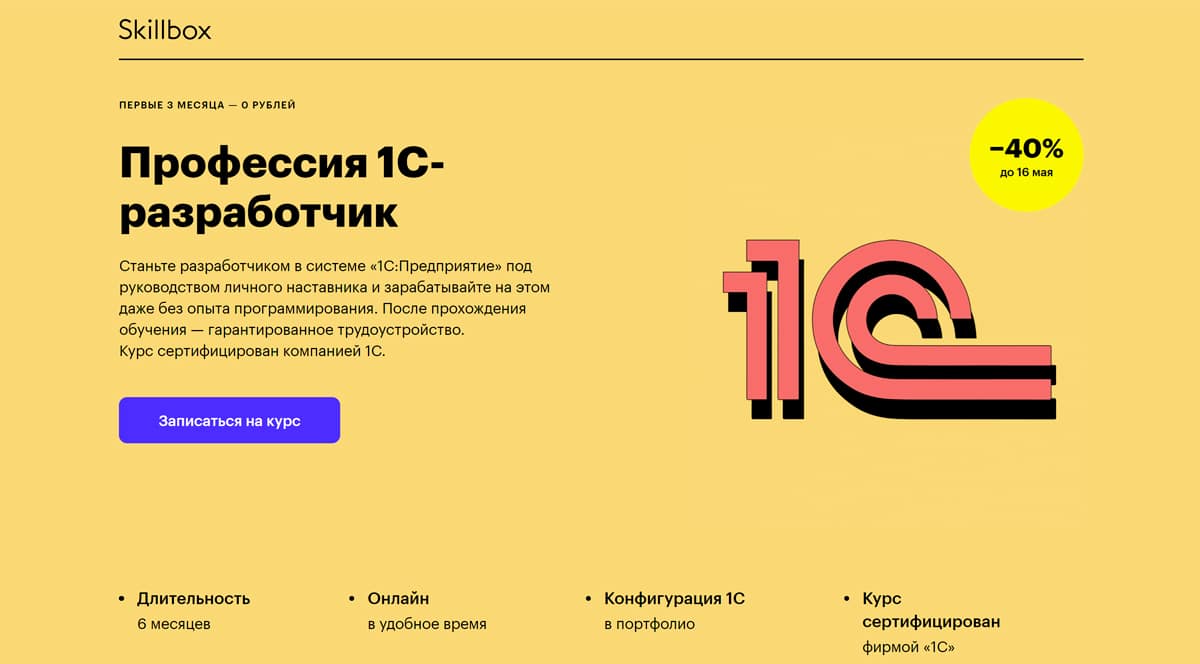 Skillbox
ПЕРВЫЕ 3 МЕСЯЦА — 0 РУБЛЕЙ
Профессия 1С-
разработчик
Станьте разработчиком в системе «1С:Предприятие» под
руководством личного наставника и зарабатывайте на этом
даже без опыта программирования. После прохождения
обучения — гарантированное трудоустройство.
Курс сертифицирован компанией 1С.
Записаться на курс
–40%
до 16 мая
1С
• Длительность
6 месяцев
• Онлайн
в удобное время
• Конфигурация 1С
в портфолио
• Курс
сертифицирован
фирмой «1С»